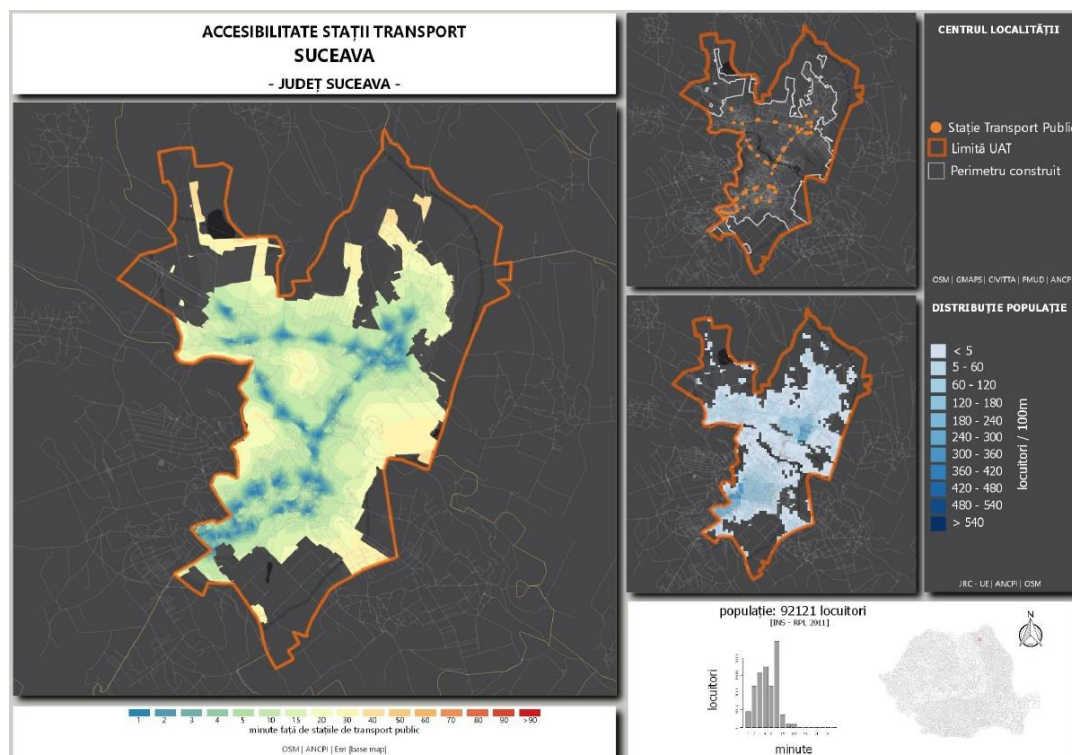 ACCESIBILITATE STAȚII TRANSPORT
SUCEAVA
- JUDEȚ SUCEAVA -
1 2 3 4 5 10 15 20 30 40 50 60 70 80 90 >90
minute față de stațiile de transport public
OSM | ANCPI | Esri [base map]
CENTRUL LOCALITĂȚII
Stație Transport Public
Limită UAT
Perimetru construit
OSM | GMAPS | CIVITTA | PMUD | ANCPI
DISTRIBUȚIE POPULAȚIE
< 5
5 - 60
60 - 120
120 - 180
180 - 240
240 - 300
300 - 360
360 - 420
420 - 480
480 - 540
> 540
locuitori / 100m
JRC - UE | ANCPI | OSM
populație: 92121 locuitori
[INS - RPL 2011]
locuitori
minute
N